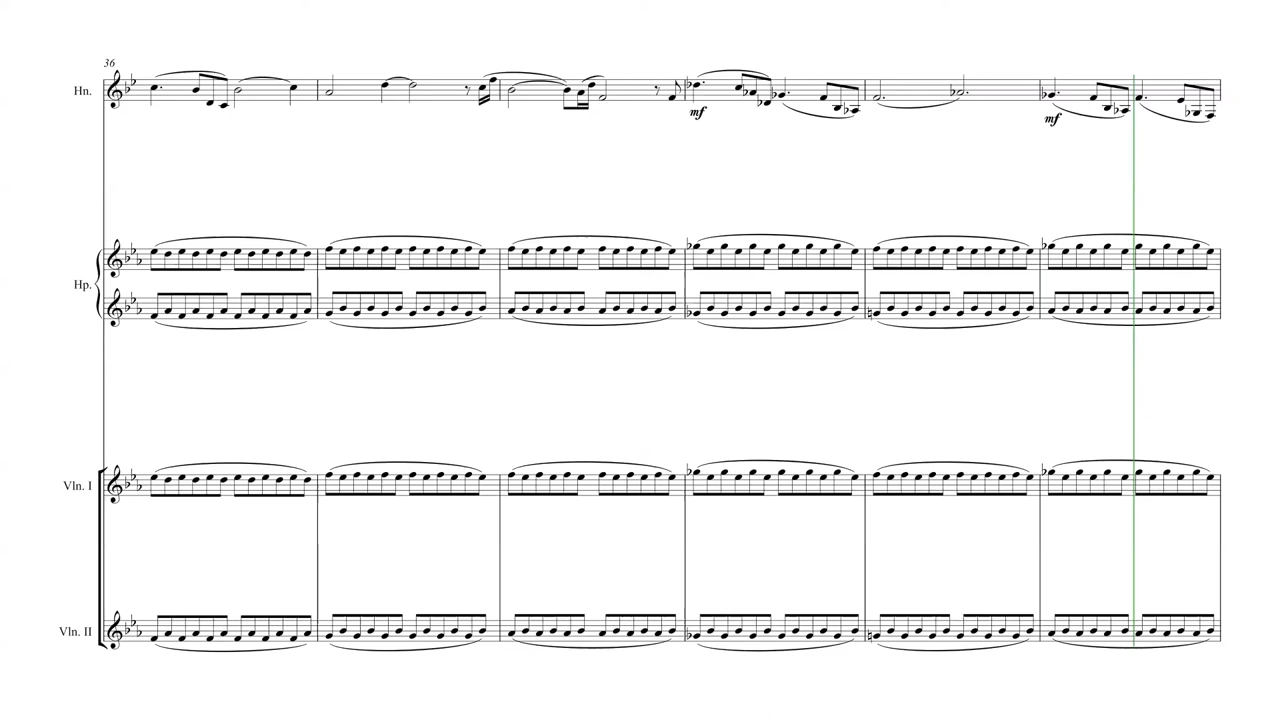 36
Hn.
mf
mf
Hp.
Vln. I
Vln. II